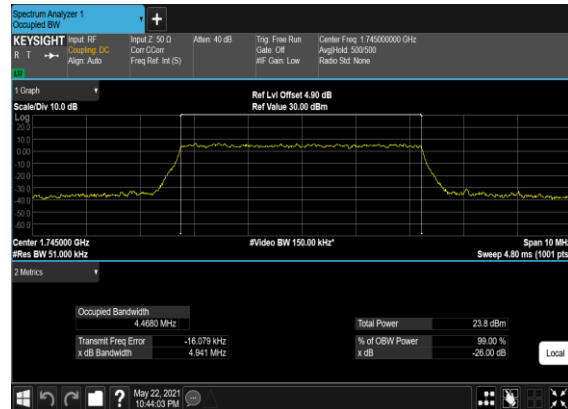 Spectrum Analyzer 1
Occupied BW
+
KEYSIGHT
R T
LXI
Input: RF
Coupling: DC
Align: Auto
Input Z: 50 Ω
Corr CCorr
Freq Ref: Int (S)
Atten: 40 dB
Trig: Free Run
Gate: Off
#IF Gain: Low
Center Freq: 1.745000000 GHz
Avg|Hold: 500/500
Radio Std: None
1 Graph
Scale/Div 10.0 dB
Ref Lvl Offset 4.90 dB
Ref Value 30.00 dBm
Log
20.0
10.0
0.00
-10.0
-20.0
-30.0
-40.0
-50.0
-60.0
Center 1.745000 GHz
#Res BW 51.000 kHz
#Video BW 150.00 kHz*
Span 10 MHz
Sweep 4.80 ms (1001 pts
2 Metrics
Occupied Bandwidth
4.4680 MHz
Transmit Freq Error -16.079 kHz
x dB Bandwidth 4.941 MHz
Total Power 23.8 dBm
% of OBW Power 99.00 %
x dB -26.00 dB
Local
?
May 22, 2021
10:44:03 PM